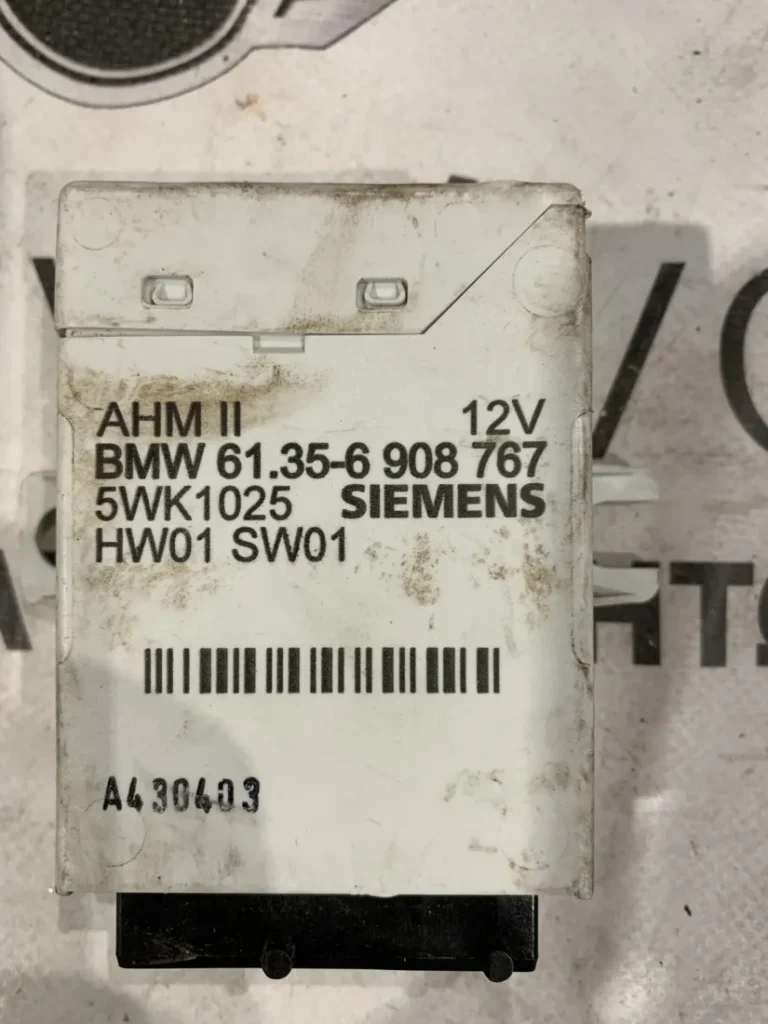 AHM II 12V
BMW 61.35-6 908 767
5WK1025 SIEMENS
HW01 SW01
A430403